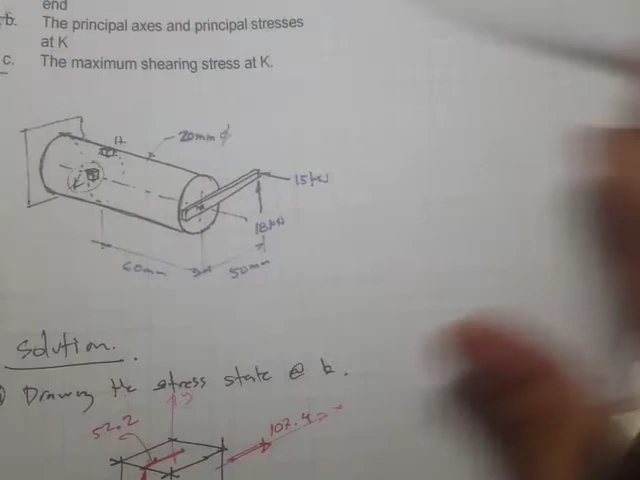 end
b. The principal axes and principal stresses
at K
c. The maximum shearing stress at K.
H
20mm ϕ
15kN
18kN
60mm
50mm
Solution.
Drawing the stress state @ k.
52.2
107.4